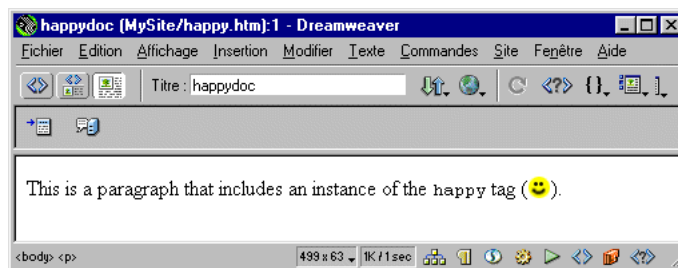 happydoc (MySite/happy.htm):1 - Dreamweaver
Fichier Edition Affichage Insertion Modifier Texte Commandes Site Fenêtre Aide
Titre : happydoc
This is a paragraph that includes an instance of the happy tag ( ).
<body> <p> 499 x 63 1K / 1 sec